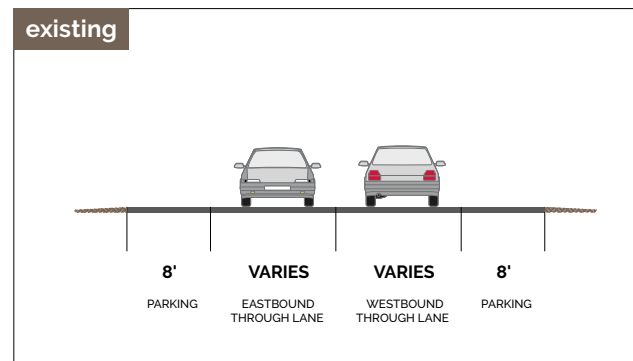 existing
8' VARIES VARIES 8'
PARKING EASTBOUND WESTBOUND PARKING
THROUGH LANE THROUGH LANE